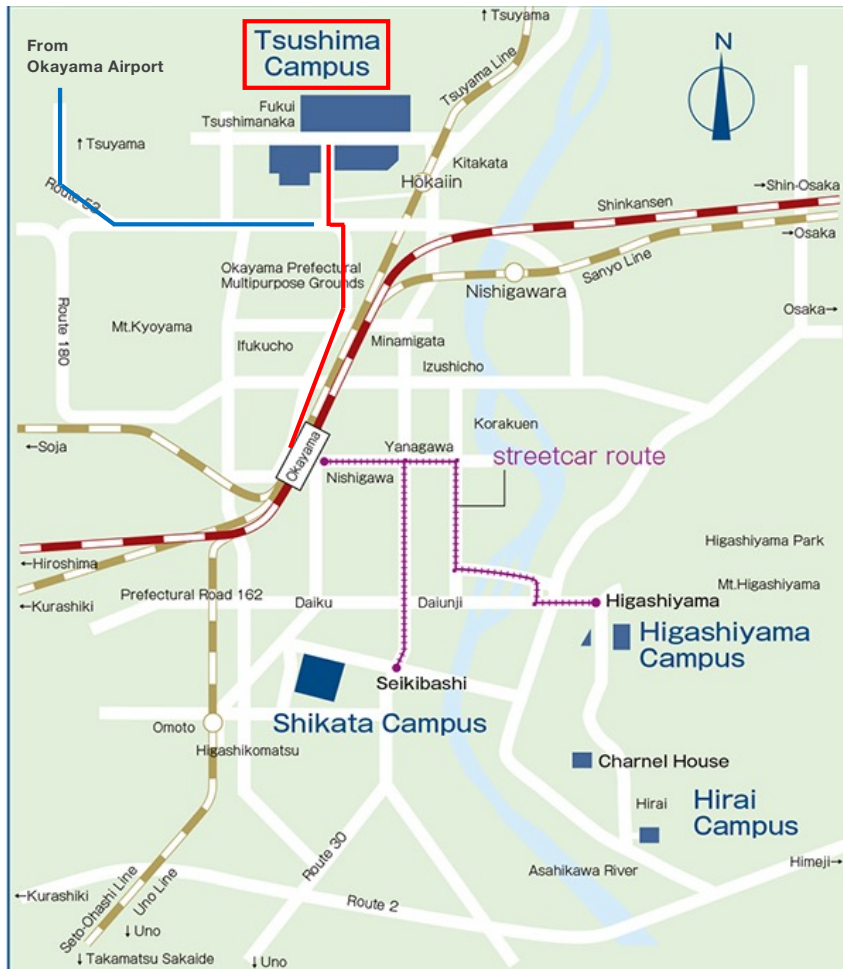 From
Okayama Airport
Tsushima
Campus
↑Tsuyama
N
Tsuyama Line
Fukui
Tsushimanaka
↑Tsuyama
Kitakata
Hōkaiin
→Shin-Osaka
Route 53
Shinkansen
→Osaka
Sanyo Line
Okayama Prefectural
Multipurpose Grounds
Nishigawara
Route 180
Osaka→
Mt.Kyoyama
Ifukucho
Minamigata
Izushicho
Korakuen
←Soja
Okayama
Yanagawa
streetcar route
Nishigawa
Higashiyama Park
←Hiroshima
Mt.Higashiyama
←Kurashiki
Prefectural Road 162
Daiku
Daiunji
Higashiyama
Higashiyama
Campus
Seikibashi
Shikata Campus
Omoto
Higashikomatsu
Charnel House
Hirai
Hirai
Campus
Route 30
Asahikawa River
Himeji→
←Kurashiki
Route 2
Seto-Ohashi Line
Uno Line
↓Uno
↓Takamatsu Sakaide
↓Uno